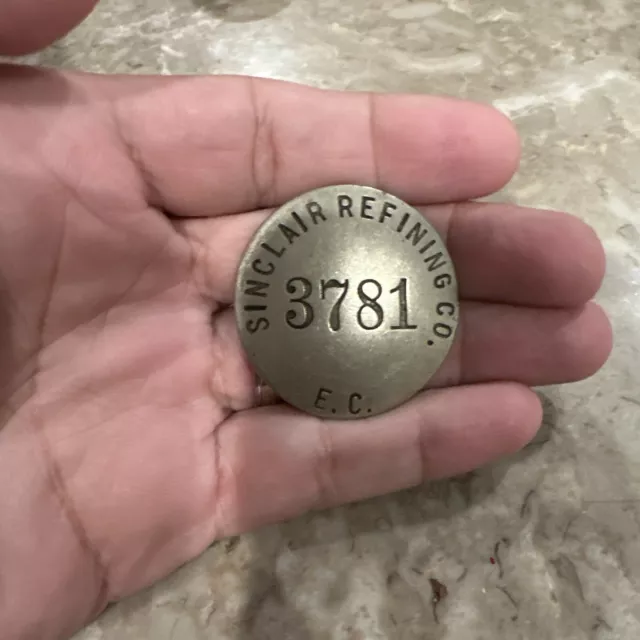 SINCLAIR REFINING CO.
3781
E. C.